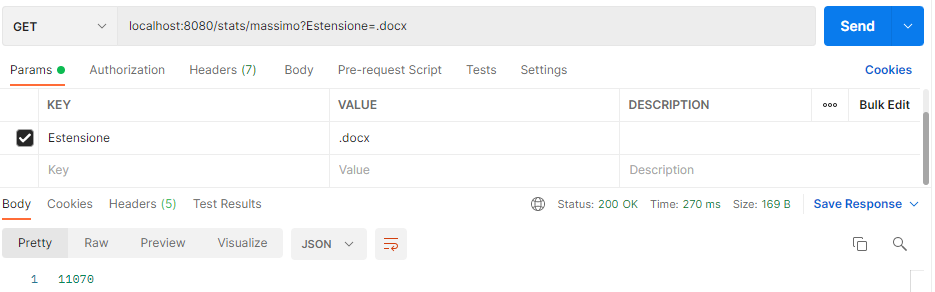 GET localhost:8080/stats/massimo?Estensione=.docx Send
Params Authorization Headers (7) Body Pre-request Script Tests Settings Cookies
KEY VALUE DESCRIPTION ooo Bulk Edit
Estensione .docx
Key Value Description
Body Cookies Headers (5) Test Results Status: 200 OK Time: 270 ms Size: 169 B Save Response
Pretty Raw Preview Visualize JSON
1 11070